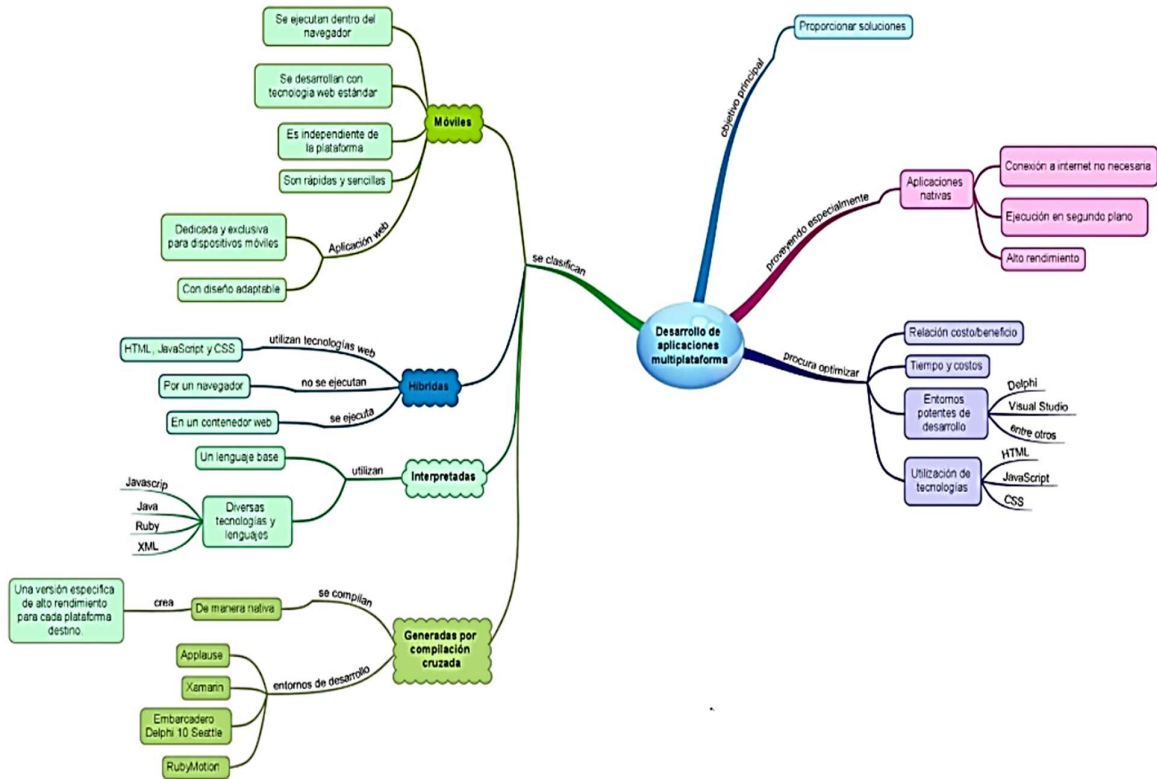 Desarrollo de
aplicaciones
multiplataforma
objetivo principal
Proporcionar soluciones
proveyendo especialmente
Aplicaciones
nativas
Conexión a internet no necesaria
Ejecución en segundo plano
Alto rendimiento
procura optimizar
Relación costo/beneficio
Tiempo y costos
Entornos
potentes de
desarrollo
Delphi
Visual Studio
entre otros
Utilización de
tecnologías
HTML
JavaScript
CSS
se clasifican
Móviles
Se ejecutan dentro del
navegador
Se desarrollan con
tecnología web estándar
Es independiente de
la plataforma
Son rápidas y sencillas
Aplicación web
Dedicada y exclusiva
para dispositivos móviles
Con diseño adaptable
Híbridas
utilizan tecnologías web
HTML, JavaScript y CSS
no se ejecutan
Por un navegador
se ejecuta
En un contenedor web
Interpretadas
utilizan
Un lenguaje base
Diversas
tecnologías y
lenguajes
Javascrip
Java
Ruby
XML
Generadas por
compilación
cruzada
se compilan
De manera nativa
crea
Una versión específica
de alto rendimiento
para cada plataforma
destino.
entornos de desarrollo
Applause
Xamarin
Embarcadero
Delphi 10 Seattle
RubyMotion